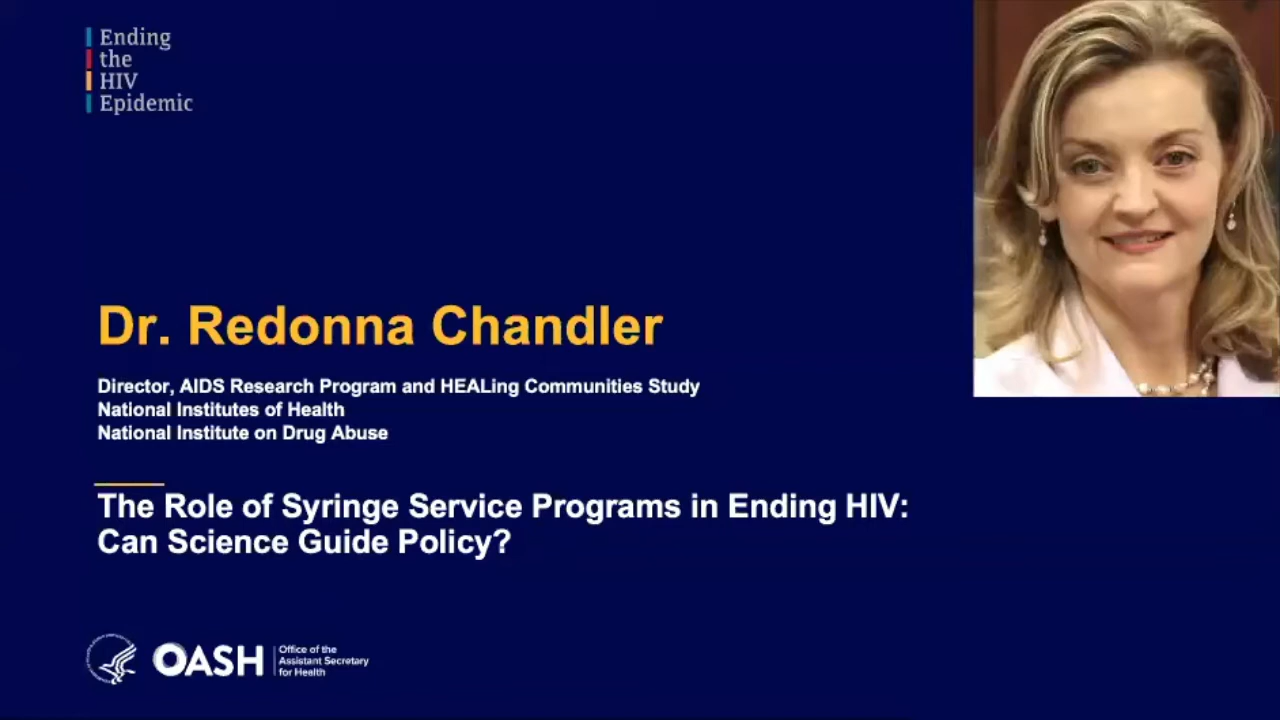 Ending
the
HIV
Epidemic
Dr. Redonna Chandler
Director, AIDS Research Program and HEALing Communities Study
National Institutes of Health
National Institute on Drug Abuse
The Role of Syringe Service Programs in Ending HIV:
Can Science Guide Policy?
OASH
Office of the
Assistant Secretary
for Health